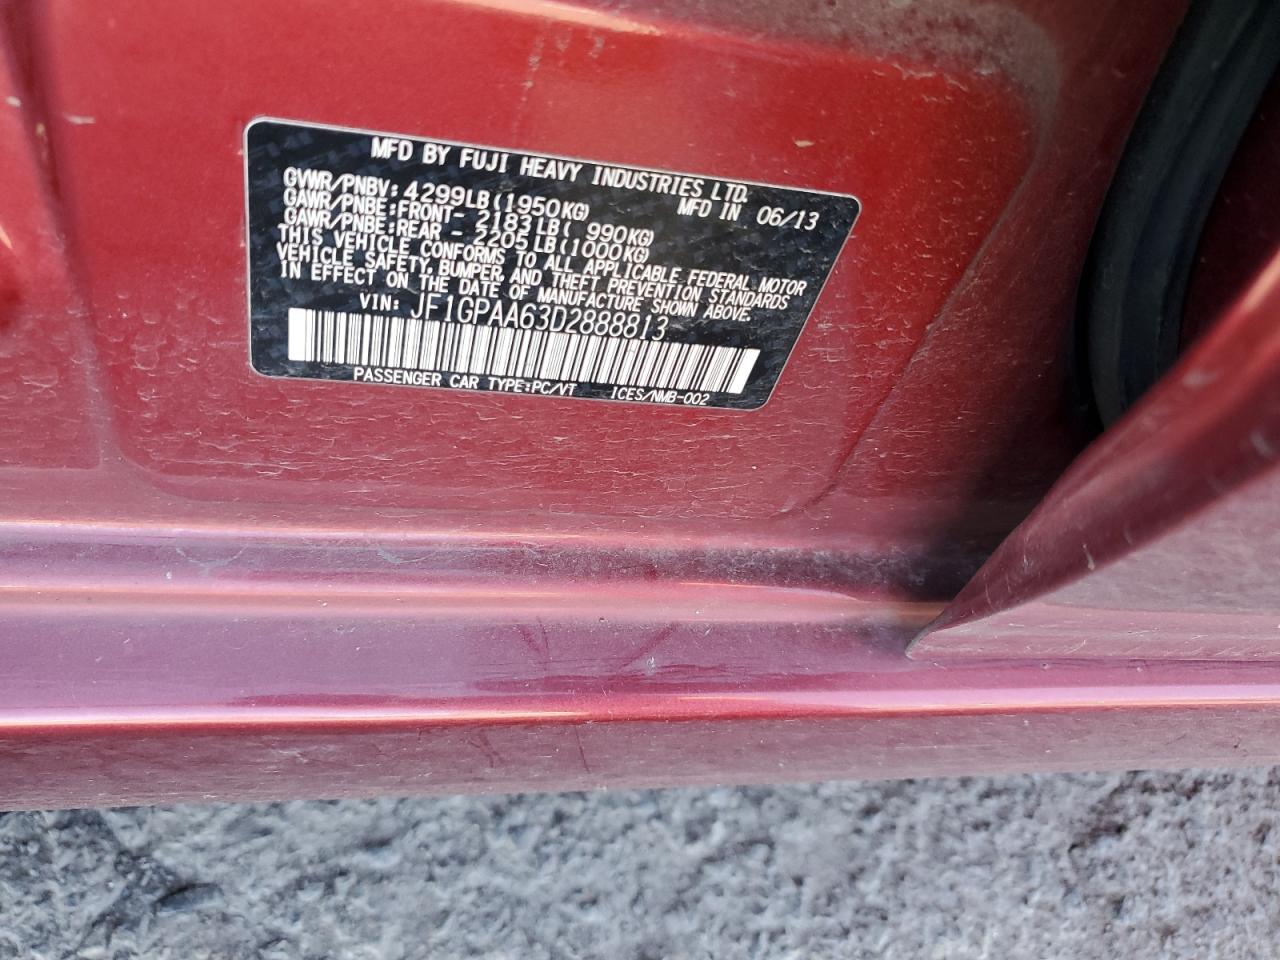 MFD BY FUJI HEAVY INDUSTRIES LTD.
GVWR/PNBV: 4299LB(1950KG) MFD IN 06/13
GAWR/PNBE:FRONT- 2183LB( 990KG)
GAWR/PNBE:REAR - 2205LB(1000KG)
THIS VEHICLE CONFORMS TO ALL APPLICABLE FEDERAL MOTOR
VEHICLE SAFETY, BUMPER, AND THEFT PREVENTION STANDARDS
IN EFFECT ON THE DATE OF MANUFACTURE SHOWN ABOVE.
VIN: JF1GPAA63D2888813
PASSENGER CAR TYPE:PC/VT ICES/NMB-002